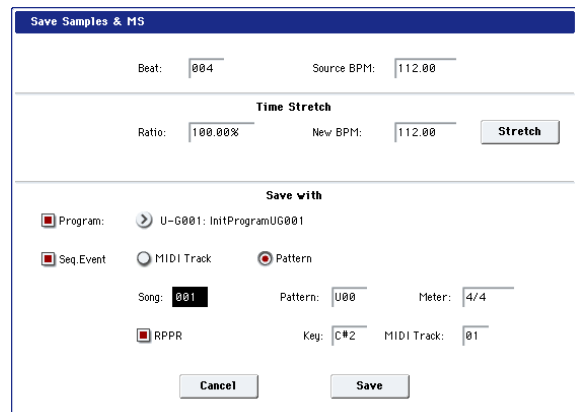 Save Samples & MS
Beat: 004 Source BPM: 112.00
Time Stretch
Ratio: 100.00% New BPM: 112.00 Stretch
Save with
Program: U-G001: InitProgramUG001
Seq.Event MIDI Track Pattern
Song: 001 Pattern: U00 Meter: 4/4
RPPR Key: C#2 MIDI Track: 01
Cancel Save